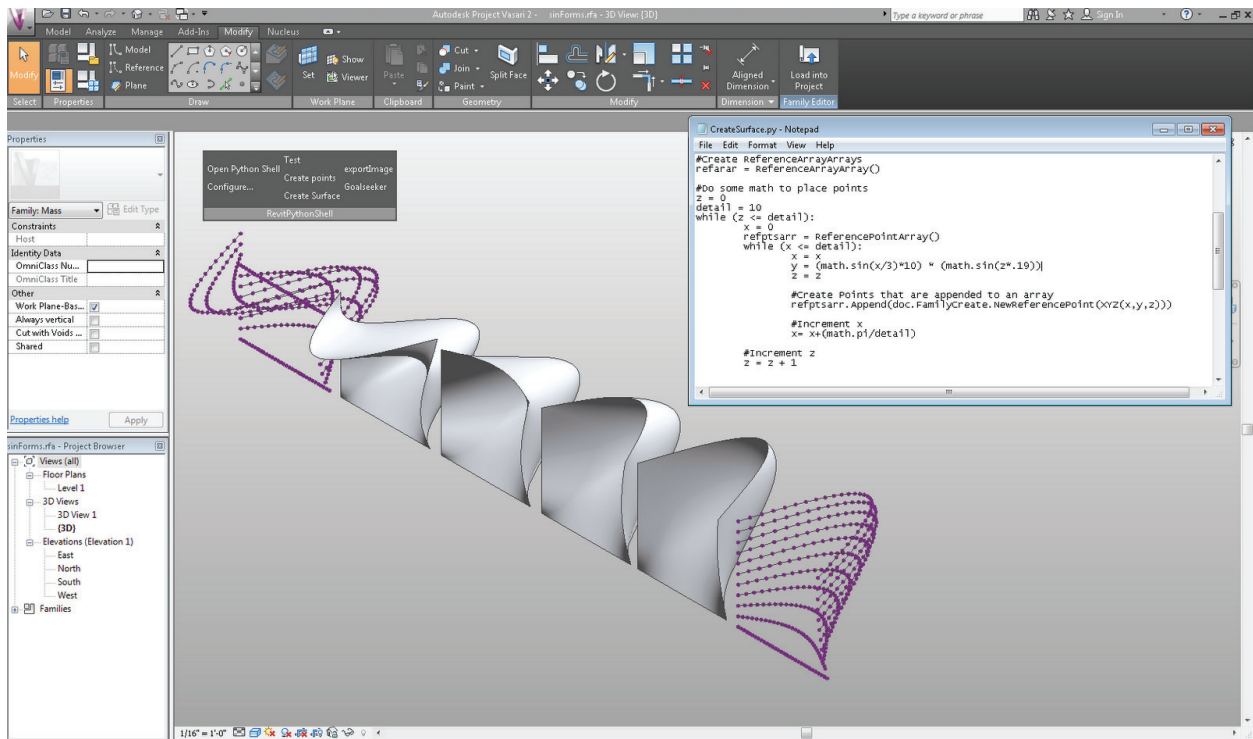 Autodesk Project Vasari 2 - sinForms.rfa - 3D View: {3D}
Type a keyword or phrase
Sign In
Model Analyze Manage Add-Ins Modify Nucleus
Modify
Model
Reference
Plane
Set
Show
Viewer
Paste
Cut
Join
Paint
Split Face
Aligned Dimension
Load into Project
Select Properties Draw Work Plane Clipboard Geometry Modify Dimension Family Editor
Properties
Family: Mass
Edit Type
Constraints
Host
Identity Data
OmniClass Nu...
OmniClass Title
Other
Work Plane-Bas...
Always vertical
Cut with Voids ...
Shared
Properties help
Apply
sinForms.rfa - Project Browser
Views (all)
Floor Plans
Level 1
3D Views
3D View 1
{3D}
Elevations (Elevation 1)
East
North
South
West
Families
Open Python Shell
Configure...
Test
Create points
Create Surface
exportImage
Goalseeker
RevitPythonShell
CreateSurface.py - Notepad
File Edit Format View Help
#Create ReferenceArrayArrays
refarar = ReferenceArrayArray()
#Do some math to place points
z = 0
detail = 10
while (z <= detail):
x = 0
refptsarr = ReferencePointArray()
while (x <= detail):
x = x
y = (math.sin(x/3)*10) * (math.sin(z*.19))
z = z
#Create Points that are appended to an array
refptsarr.Append(doc.FamilyCreate.NewReferencePoint(XYZ(x,y,z)))
#Increment x
x= x+(math.pi/detail)
#Increment z
z = z + 1
1/16" = 1'-0"